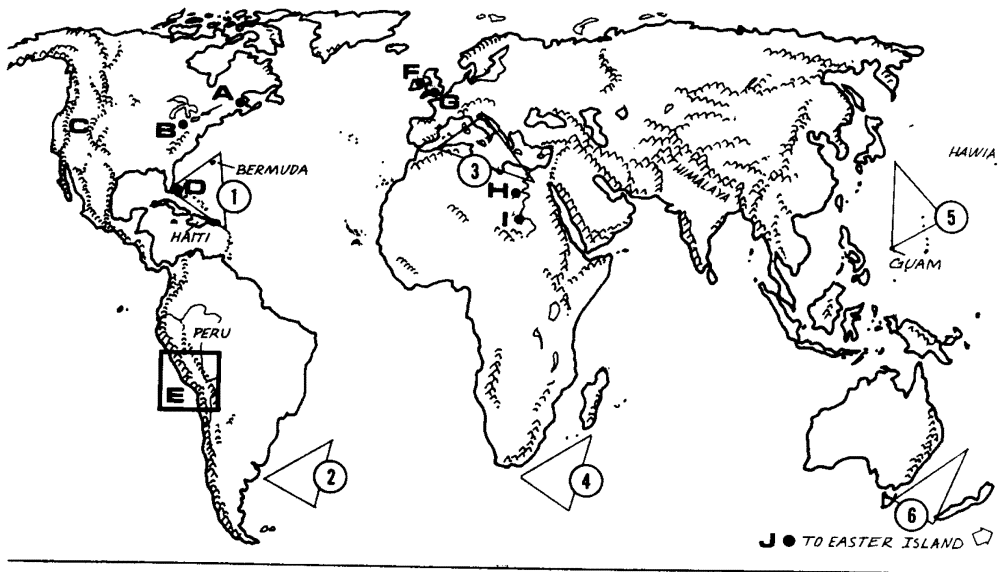 F
A
G
C
B
BERMUDA
HAWIA
3
D
1
H
HIMALAYA
I
5
HAITI
GUAM
PERU
E
2
4
6
J TO EASTER ISLAND